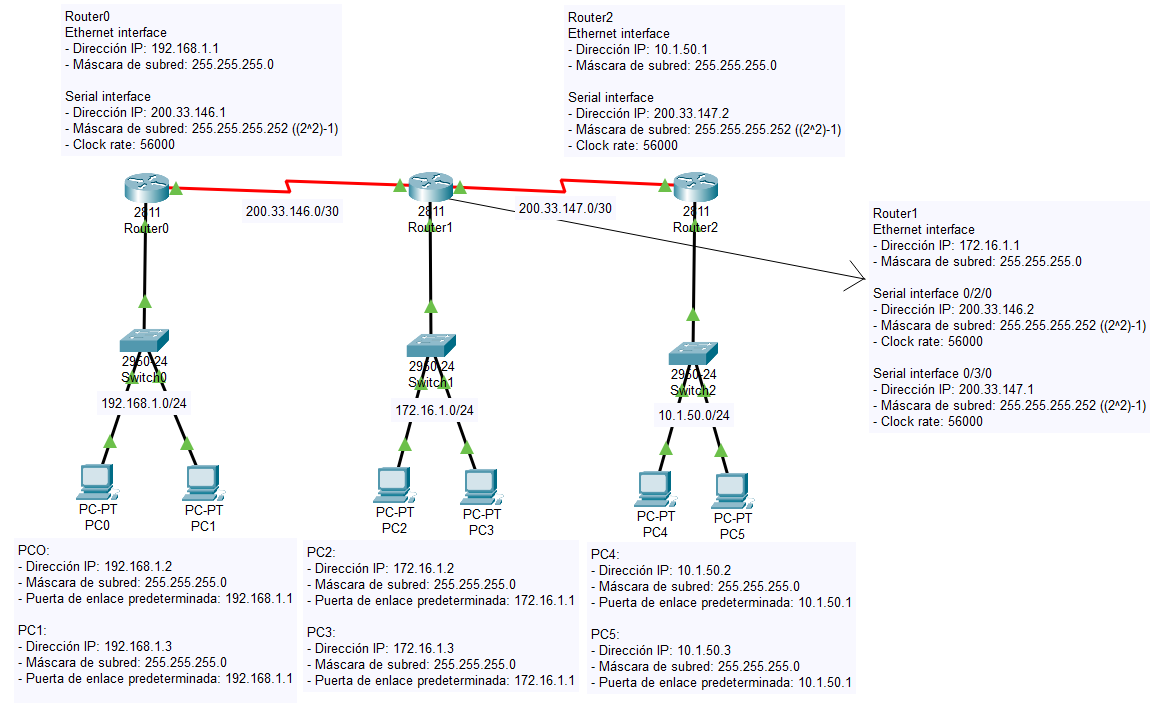 Router0
Ethernet interface
- Dirección IP: 192.168.1.1
- Máscara de subred: 255.255.255.0
Serial interface
- Dirección IP: 200.33.146.1
- Máscara de subred: 255.255.255.252 ((2^2)-1)
- Clock rate: 56000
Router2
Ethernet interface
- Dirección IP: 10.1.50.1
- Máscara de subred: 255.255.255.0
Serial interface
- Dirección IP: 200.33.147.2
- Máscara de subred: 255.255.255.252 ((2^2)-1)
- Clock rate: 56000
2811
Router0
200.33.146.0/30
2811
Router1
200.33.147.0/30
2811
Router2
Router1
Ethernet interface
- Dirección IP: 172.16.1.1
- Máscara de subred: 255.255.255.0
Serial interface 0/2/0
- Dirección IP: 200.33.146.2
- Máscara de subred: 255.255.255.252 ((2^2)-1)
- Clock rate: 56000
Serial interface 0/3/0
- Dirección IP: 200.33.147.1
- Máscara de subred: 255.255.255.252 ((2^2)-1)
- Clock rate: 56000
2950-24
Switch0
192.168.1.0/24
2950-24
Switch1
172.16.1.0/24
2950-24
Switch2
10.1.50.0/24
PC-PT
PC0
PC-PT
PC1
PC-PT
PC2
PC-PT
PC3
PC-PT
PC4
PC-PT
PC5
PCO:
- Dirección IP: 192.168.1.2
- Máscara de subred: 255.255.255.0
- Puerta de enlace predeterminada: 192.168.1.1
PC1:
- Dirección IP: 192.168.1.3
- Máscara de subred: 255.255.255.0
- Puerta de enlace predeterminada: 192.168.1.1
PC2:
- Dirección IP: 172.16.1.2
- Máscara de subred: 255.255.255.0
- Puerta de enlace predeterminada: 172.16.1.1
PC3:
- Dirección IP: 172.16.1.3
- Máscara de subred: 255.255.255.0
- Puerta de enlace predeterminada: 172.16.1.1
PC4:
- Dirección IP: 10.1.50.2
- Máscara de subred: 255.255.255.0
- Puerta de enlace predeterminada: 10.1.50.1
PC5:
- Dirección IP: 10.1.50.3
- Máscara de subred: 255.255.255.0
- Puerta de enlace predeterminada: 10.1.50.1